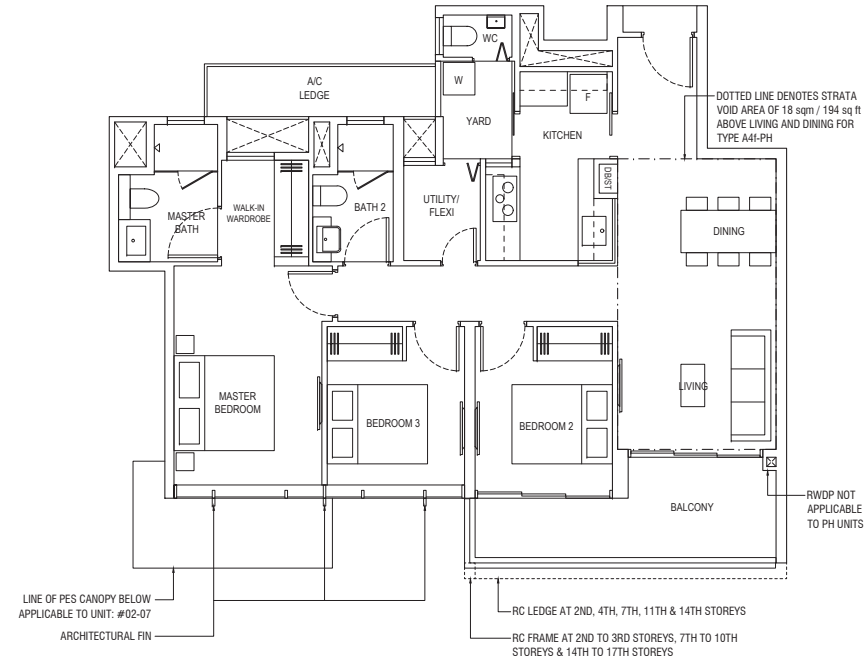 WC
A/C
LEDGE
W
F
YARD
KITCHEN
DOTTED LINE DENOTES STRATA
VOID AREA OF 18 sqm / 194 sq ft
ABOVE LIVING AND DINING FOR
TYPE A4f-PH
DB/ST
UTILITY/
FLEXI
WALK-IN
WARDROBE
BATH 2
MASTER
BATH
DINING
LIVING
MASTER
BEDROOM
BEDROOM 3
BEDROOM 2
BALCONY
RWDP NOT
APPLICABLE
TO PH UNITS
LINE OF PES CANOPY BELOW
APPLICABLE TO UNIT: #02-07
ARCHITECTURAL FIN
RC LEDGE AT 2ND, 4TH, 7TH, 11TH & 14TH STOREYS
RC FRAME AT 2ND TO 3RD STOREYS, 7TH TO 10TH
STOREYS & 14TH TO 17TH STOREYS